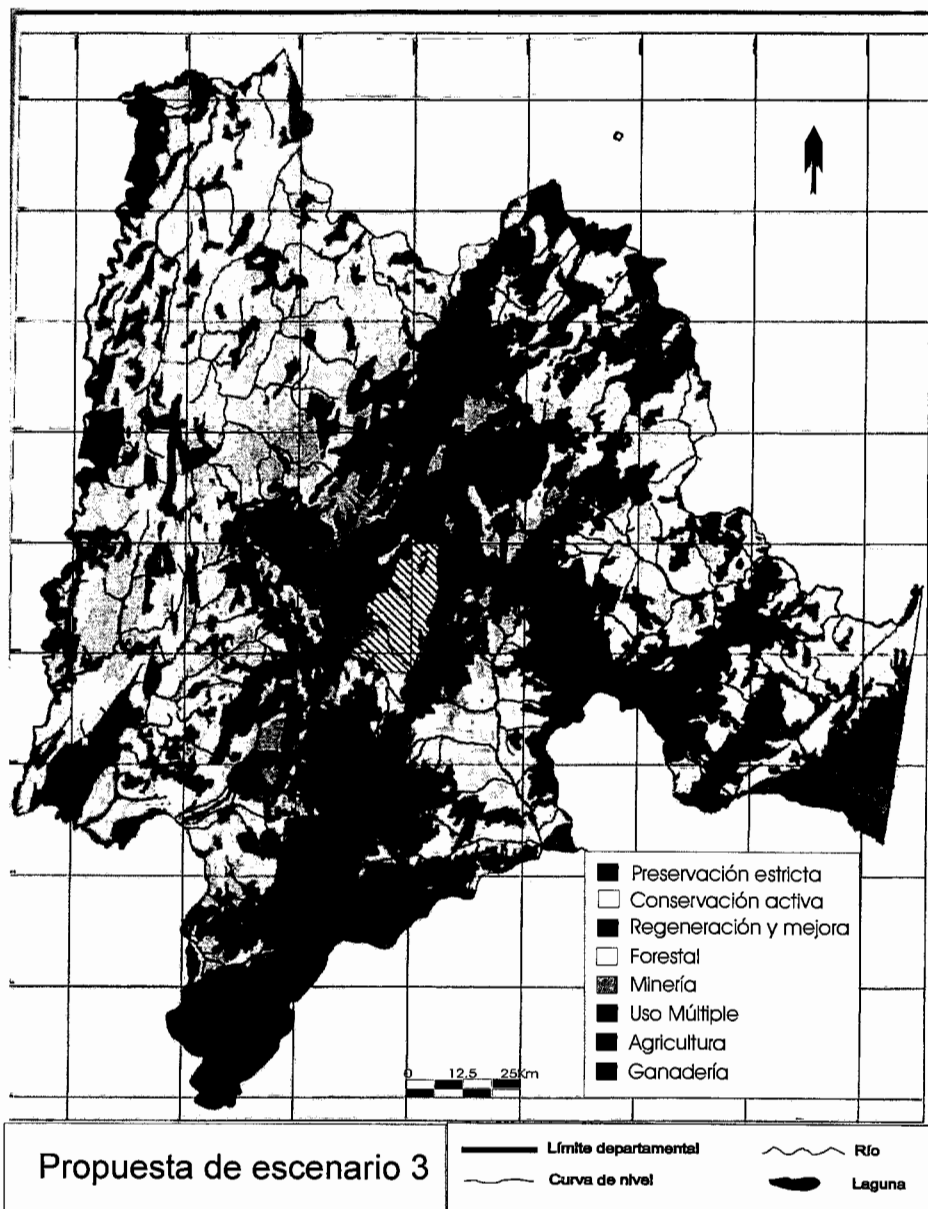 Preservación estricta
Conservación activa
Regeneración y mejora
Forestal
Minería
Uso Múltiple
Agricultura
Ganadería
0 12.5 25Km
Propuesta de escenario 3
Límite departamental
Río
Curva de nivel
Laguna